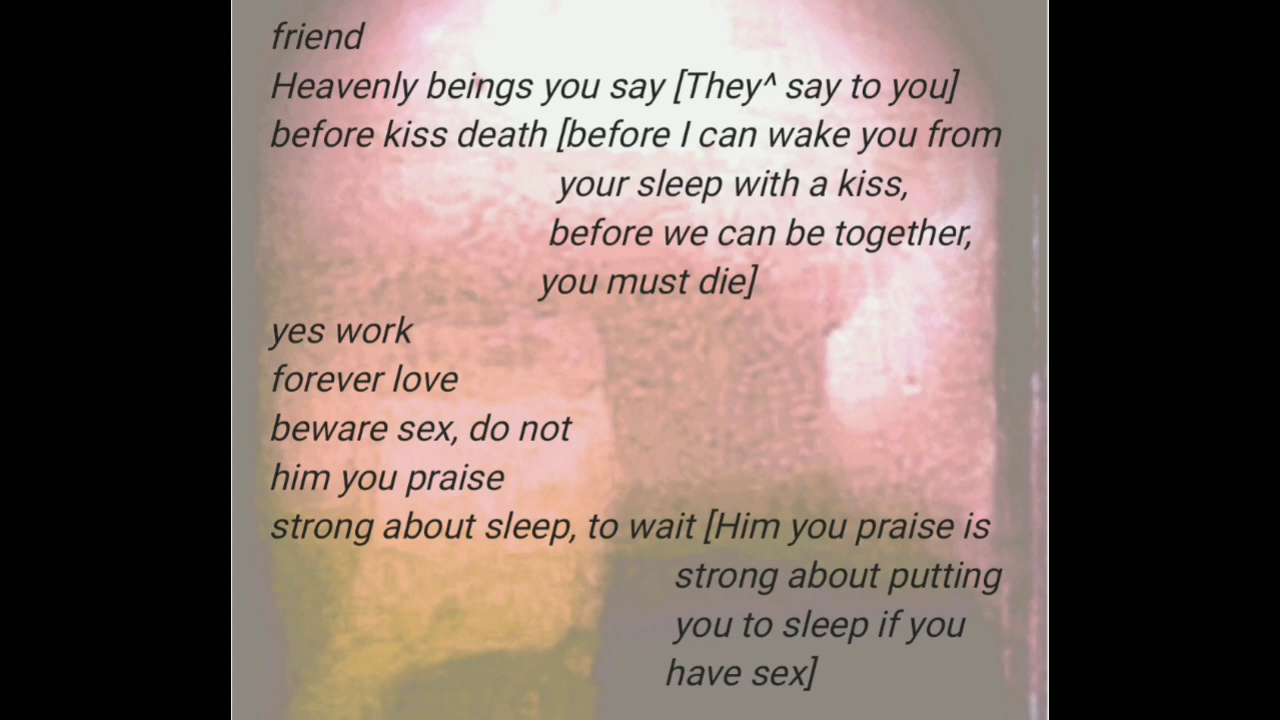 friend
Heavenly beings you say [They^ say to you]
before kiss death [before I can wake you from
your sleep with a kiss,
before we can be together,
you must die]
yes work
forever love
beware sex, do not
him you praise
strong about sleep, to wait [Him you praise is
strong about putting
you to sleep if you
have sex]